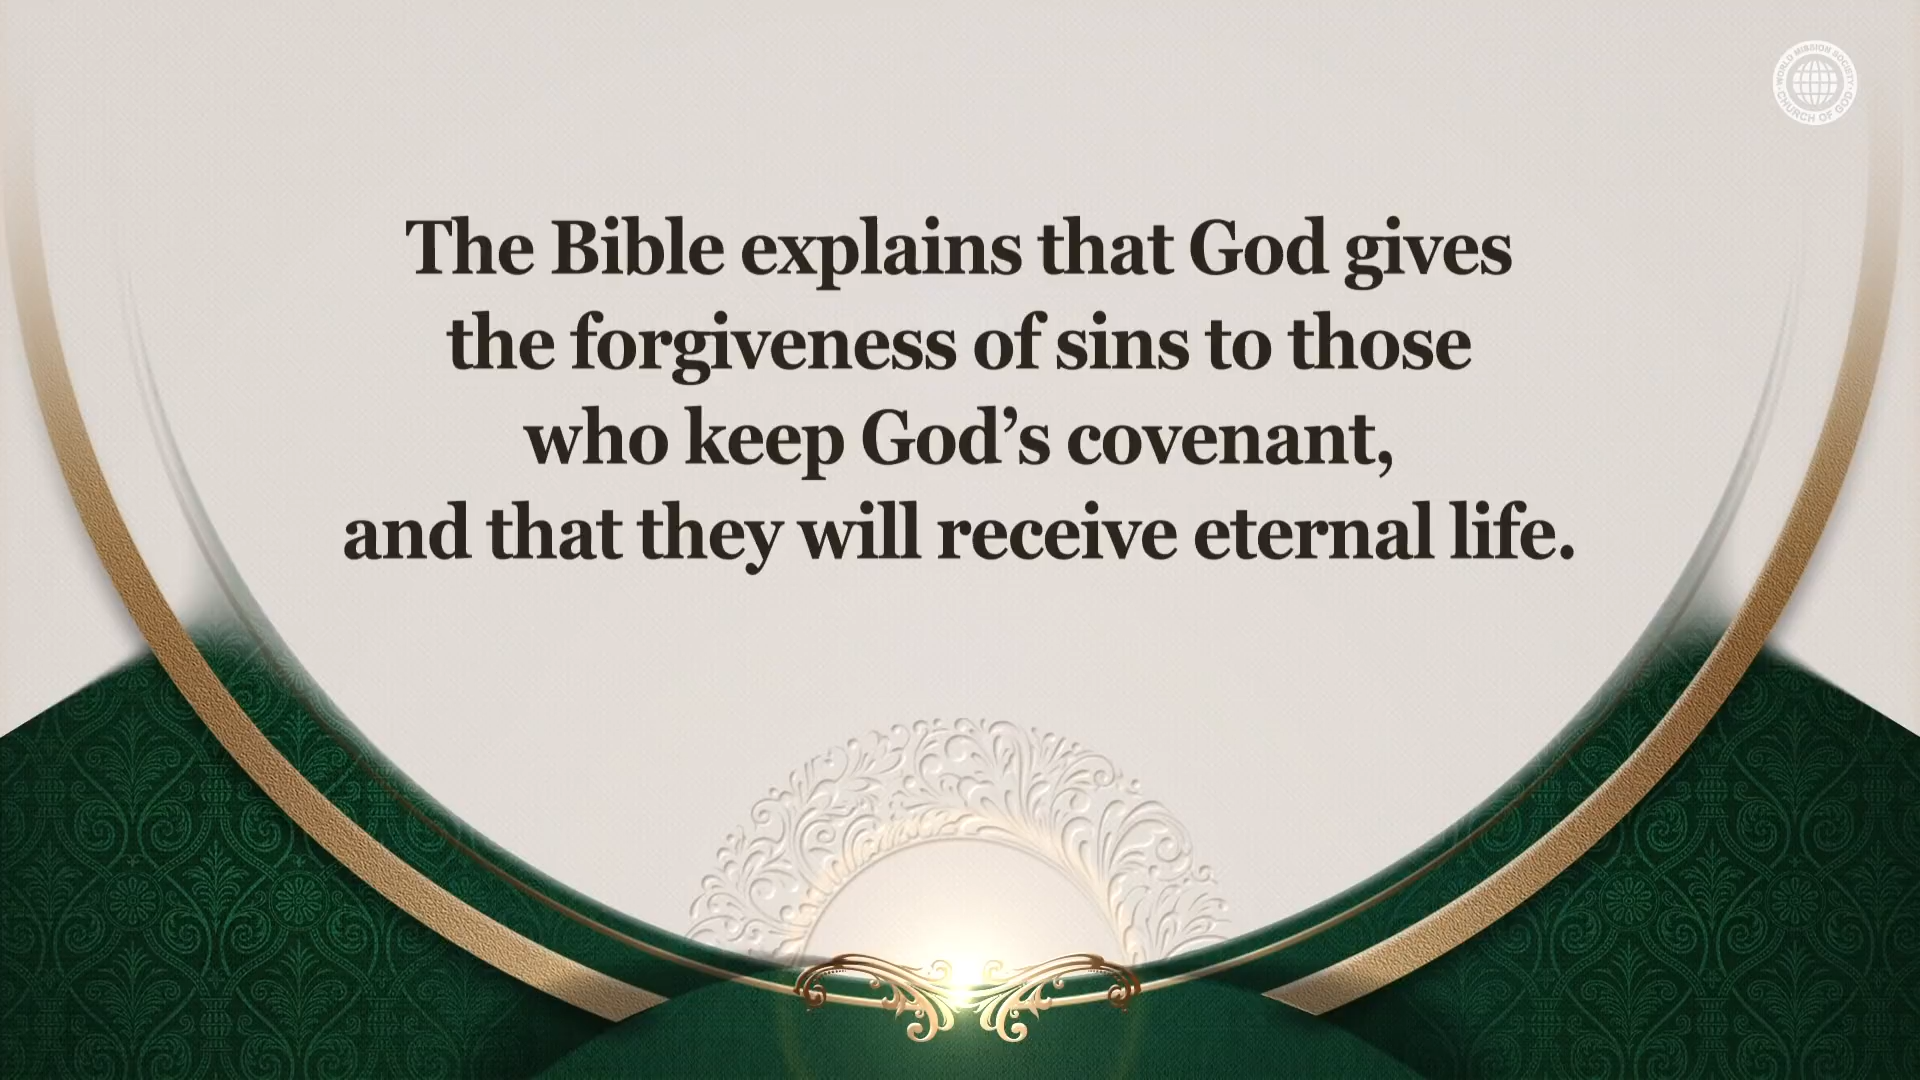 The Bible explains that God gives
the forgiveness of sins to those
who keep God’s covenant,
and that they will receive eternal life.
WORLD MISSION SOCIETY
CHURCH OF GOD